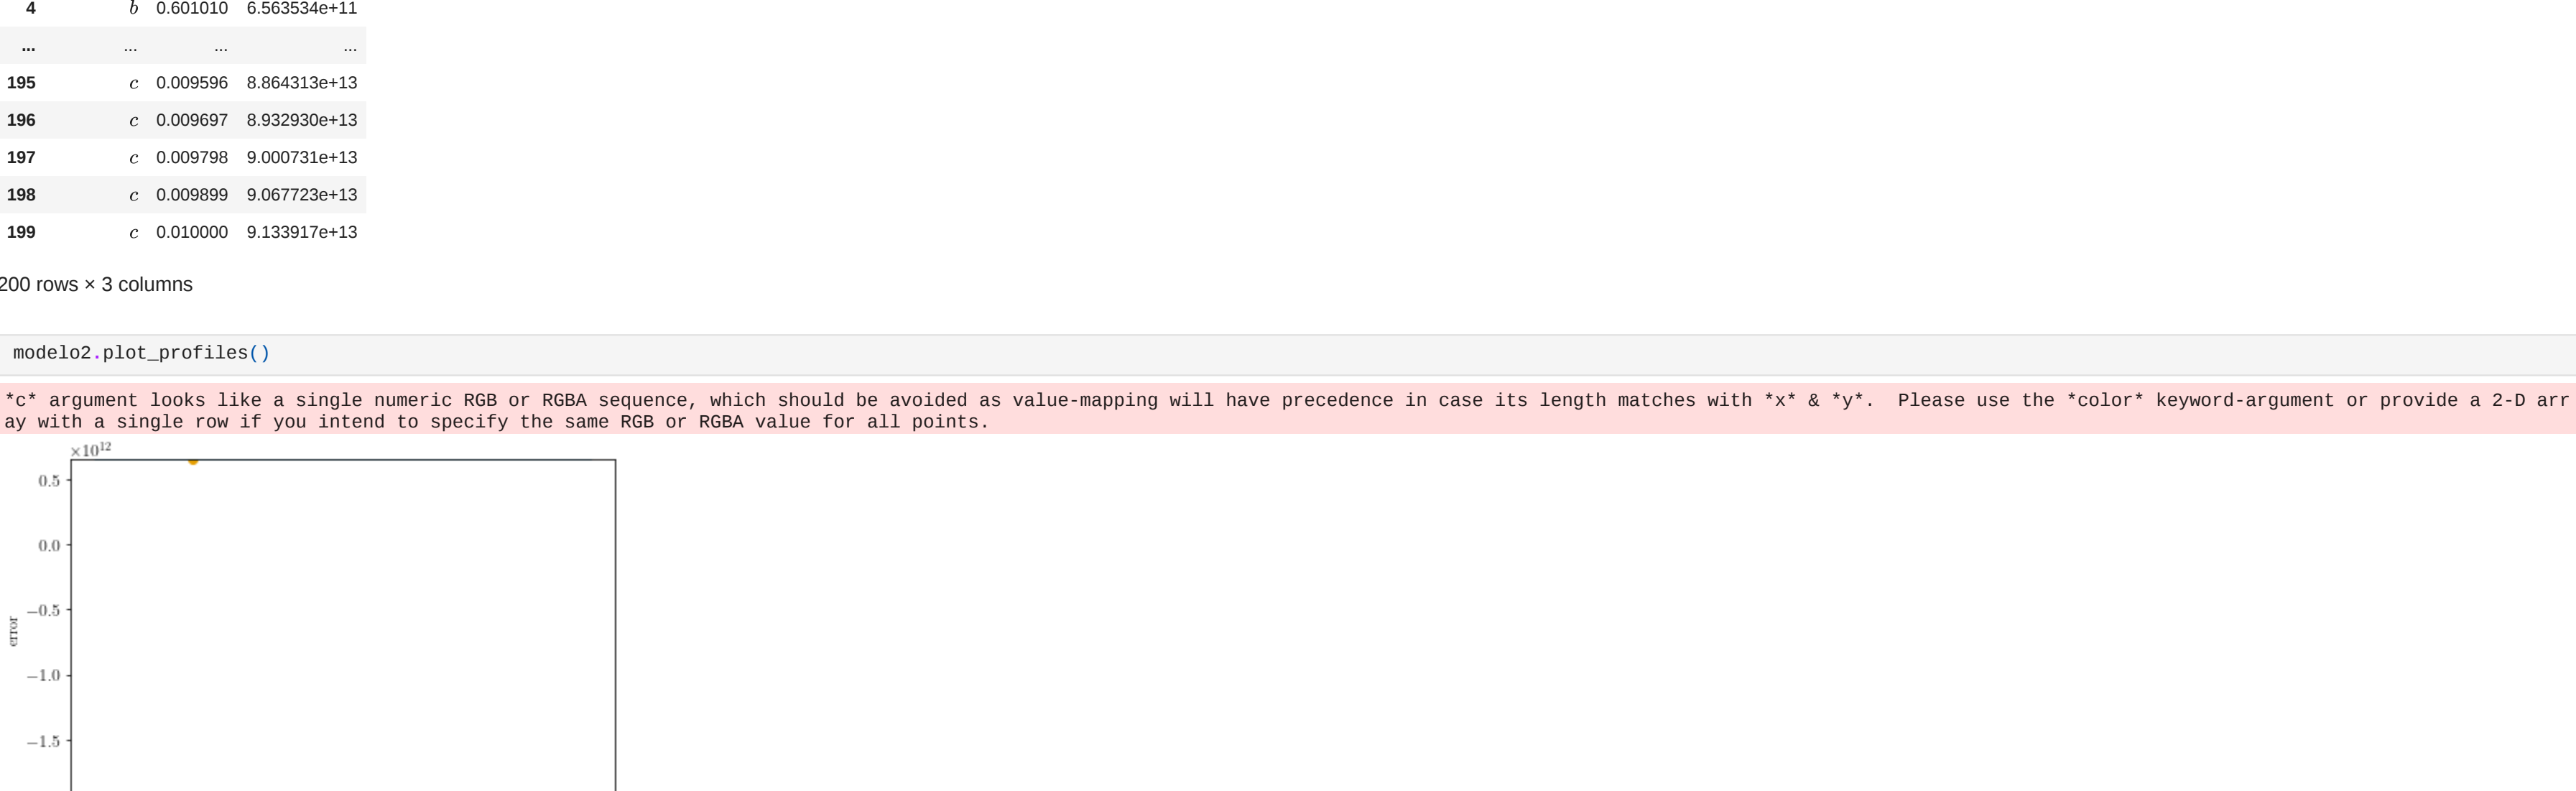 4 b 0.601010 6.563534e+11
... ... ... ...
195 c 0.009596 8.864313e+13
196 c 0.009697 8.932930e+13
197 c 0.009798 9.000731e+13
198 c 0.009899 9.067723e+13
199 c 0.010000 9.133917e+13
200 rows × 3 columns
modelo2.plot_profiles()
*c* argument looks like a single numeric RGB or RGBA sequence, which should be avoided as value-mapping will have precedence in case its length matches with *x* & *y*.  Please use the *color* keyword-argument or provide a 2-D arr
ay with a single row if you intend to specify the same RGB or RGBA value for all points.
×10¹²
0.5
0.0
−0.5
error
−1.0
−1.5